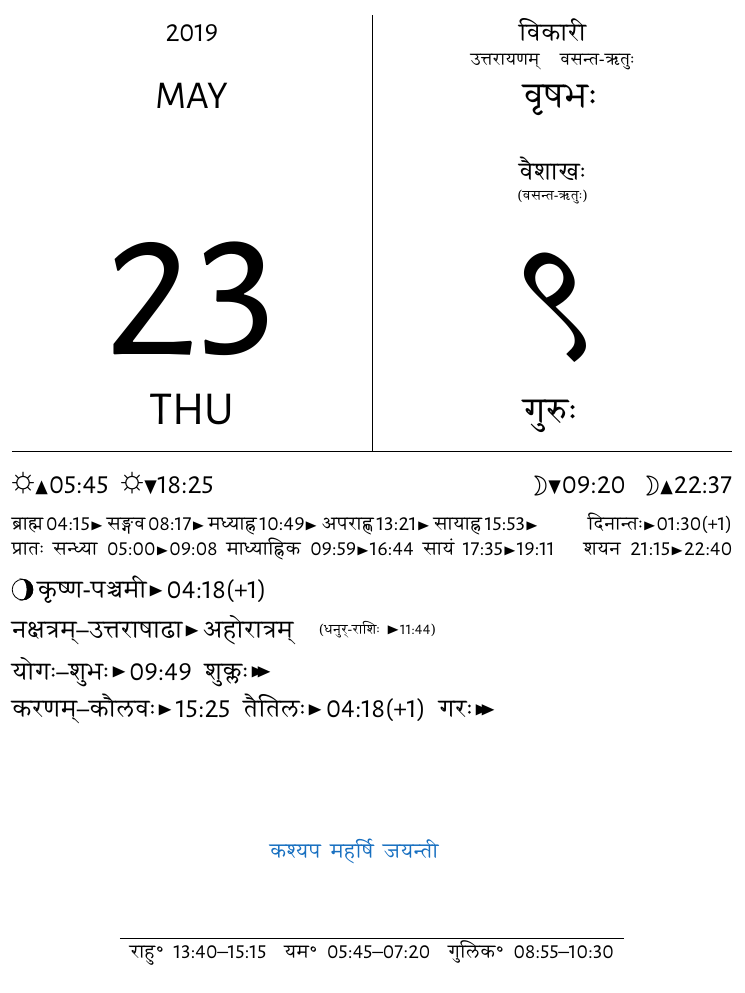 2019
MAY
23
THU
विकारी
उत्तरायणम् वसन्त-ऋतुः
वृषभः
वैशाखः
(वसन्त-ऋतुः)
९
गुरुः
☼▲05:45 ☼▼18:25 ☽▼09:20 ☽▲22:37
ब्राह्म 04:15► सङ्गव 08:17► मध्याह्न 10:49► अपराह्ण 13:21► सायाह्न 15:53► दिनान्तः►01:30(+1)
प्रातः सन्ध्या 05:00►09:08 माध्याह्निक 09:59►16:44 सायं 17:35►19:11 शयन 21:15►22:40
कृष्ण-पञ्चमी►04:18(+1)
नक्षत्रम्–उत्तराषाढा►अहोरात्रम् (धनुर्-राशिः ►11:44)
योगः–शुभः►09:49 शुक्लः►►
करणम्–कौलवः►15:25 तैतिलः►04:18(+1) गरः►►
कश्यप महर्षि जयन्ती
राहु° 13:40–15:15 यम° 05:45–07:20 गुलिक° 08:55–10:30